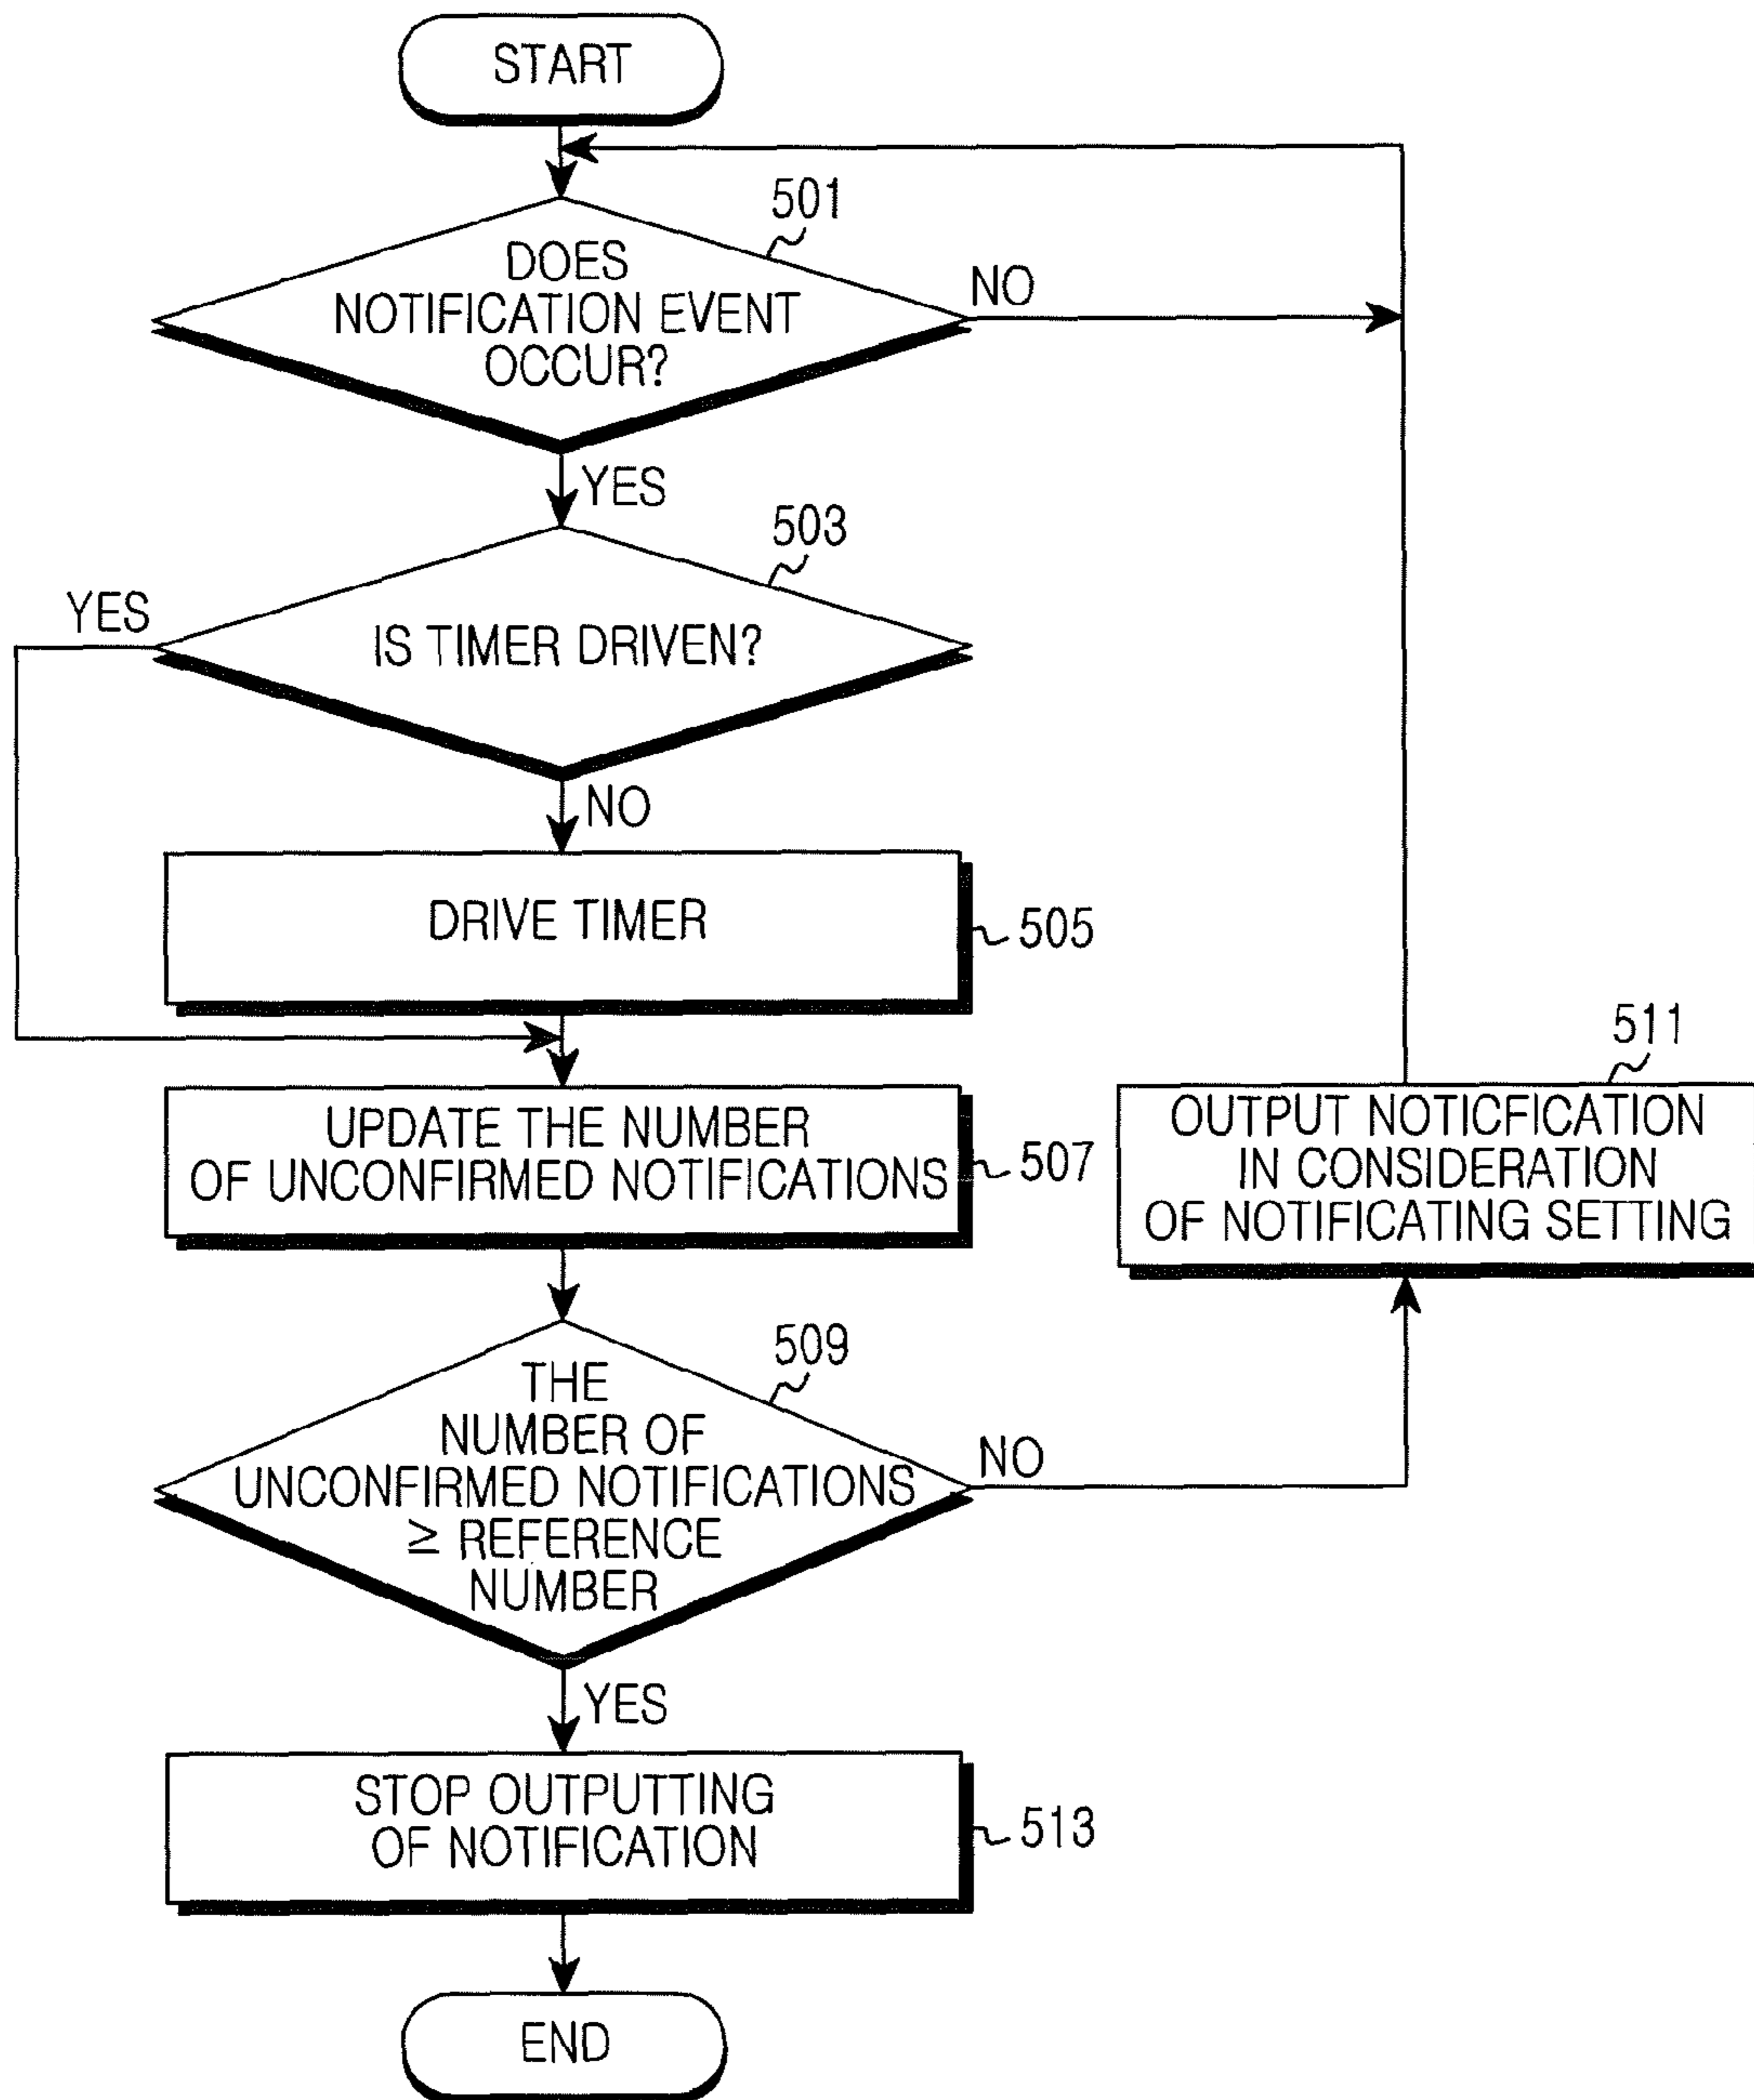 START
501
DOES
NOTIFICATION EVENT
OCCUR?
NO
YES
503
YES
IS TIMER DRIVEN?
NO
DRIVE TIMER
505
UPDATE THE NUMBER
OF UNCONFIRMED NOTIFICATIONS
507
511
OUTPUT NOTICFICATION
IN CONSIDERATION
OF NOTIFICATING SETTING
509
THE
NUMBER OF
UNCONFIRMED NOTIFICATIONS
≥ REFERENCE
NUMBER
NO
YES
STOP OUTPUTTING
OF NOTIFICATION
513
END